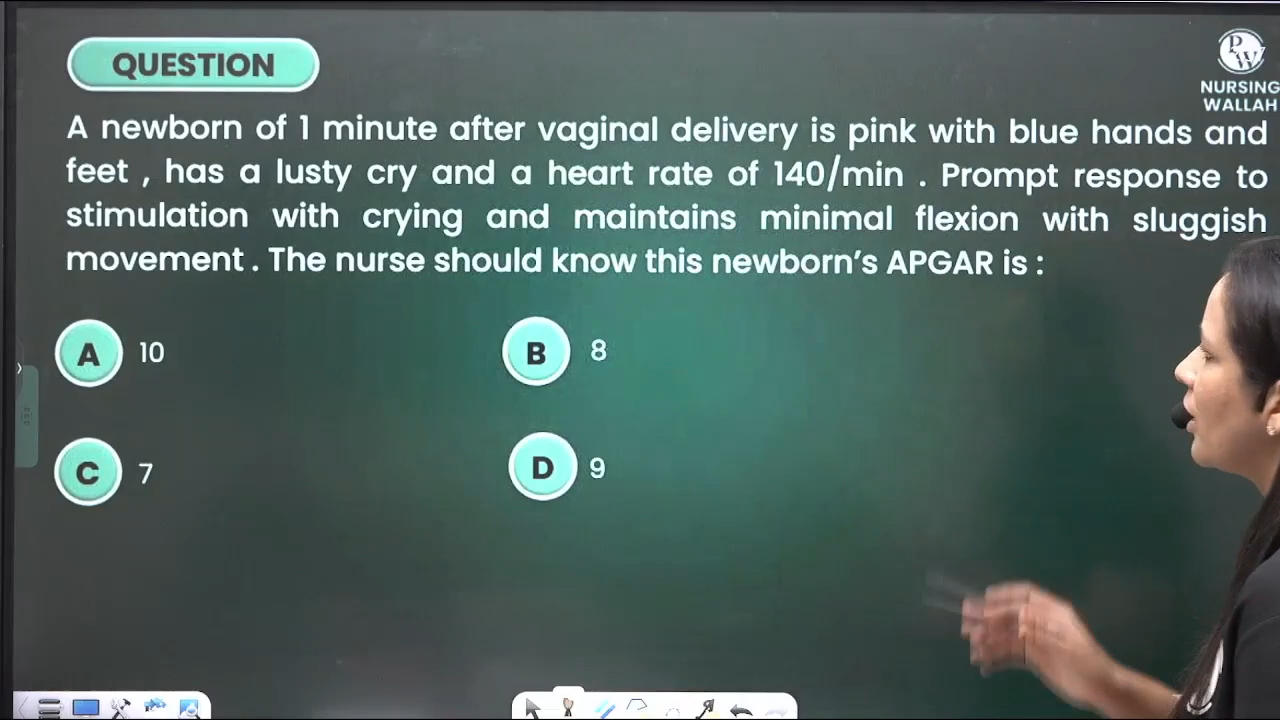 QUESTION
NURSING
WALLAH
A newborn of 1 minute after vaginal delivery is pink with blue hands and
feet , has a lusty cry and a heart rate of 140/min . Prompt response to
stimulation with crying and maintains minimal flexion with sluggish
movement . The nurse should know this newborn's APGAR is :
A 10
B 8
C 7
D 9